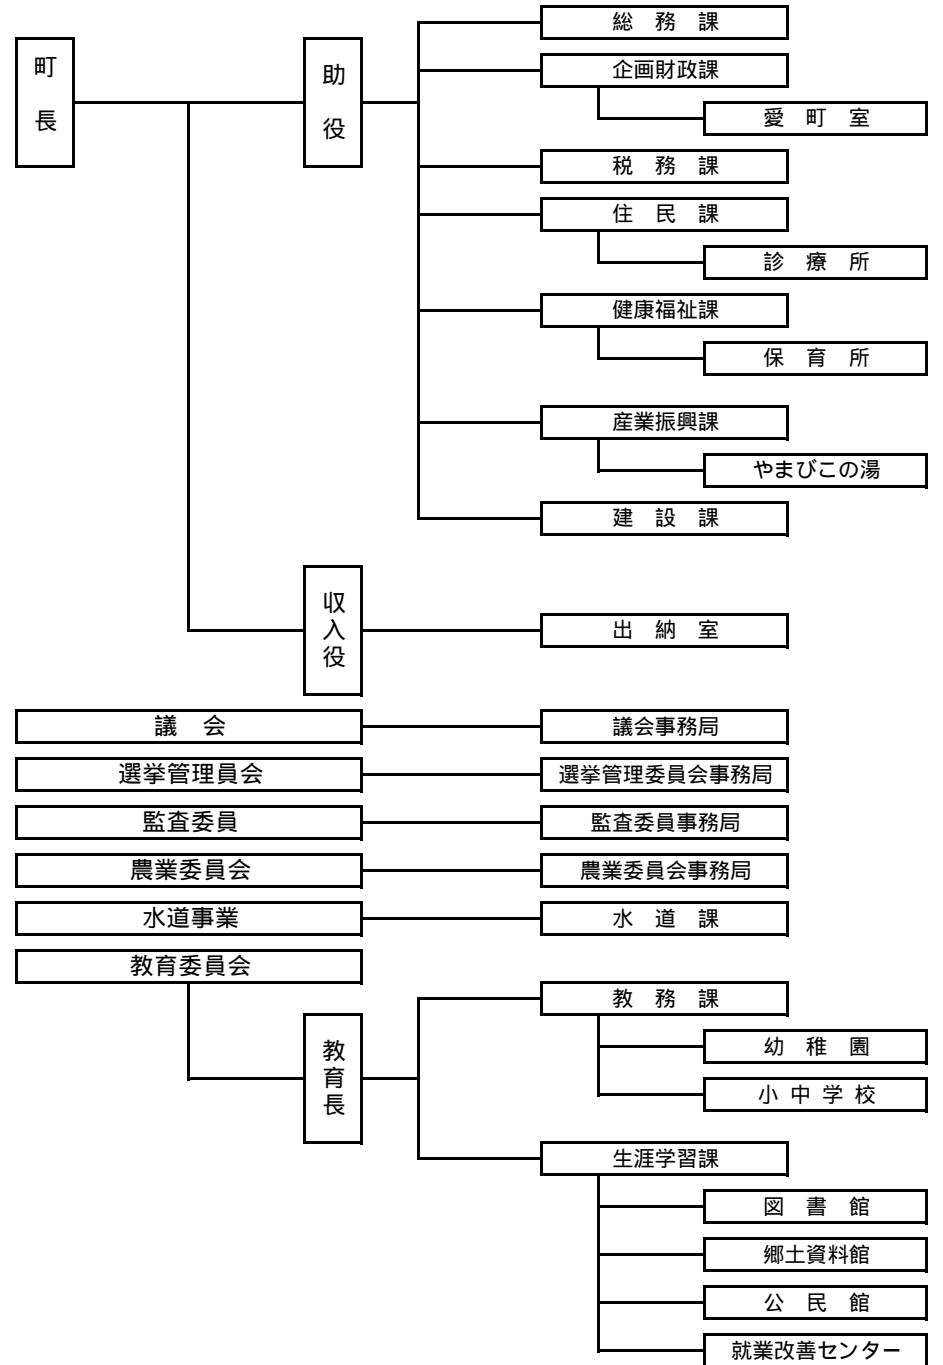 町長
助役
総務課
企画財政課
愛町室
税務課
住民課
診療所
健康福祉課
保育所
産業振興課
やまびこの湯
建設課
収入役
出納室
議会
議会事務局
選挙管理員会
選挙管理委員会事務局
監査委員
監査委員事務局
農業委員会
農業委員会事務局
水道事業
水道課
教育委員会
教育長
教務課
幼稚園
小中学校
生涯学習課
図書館
郷土資料館
公民館
就業改善センター